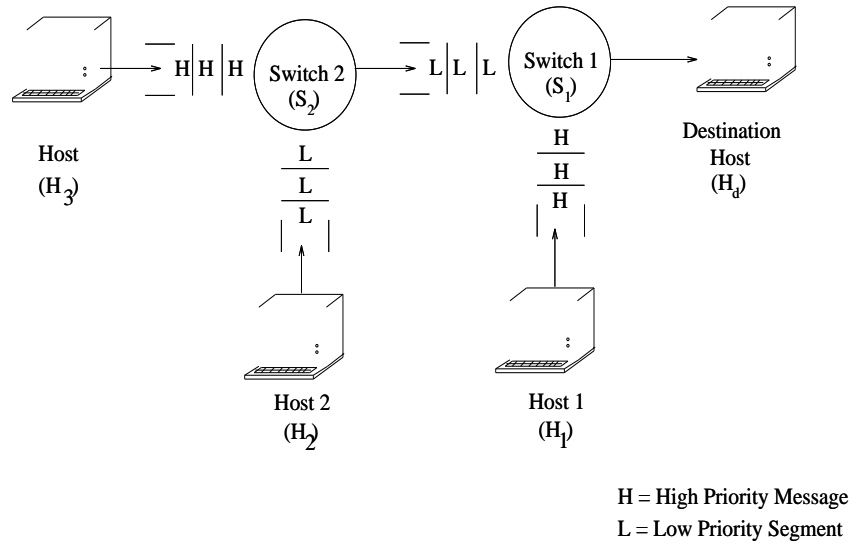 H H H
Switch 2
(S2)
L L L
Switch 1
(S1)
Host
(H3)
L
L
L
H
H
H
Destination
Host
(Hd)
Host 2
(H2)
Host 1
(H1)
H = High Priority Message
L = Low Priority Segment